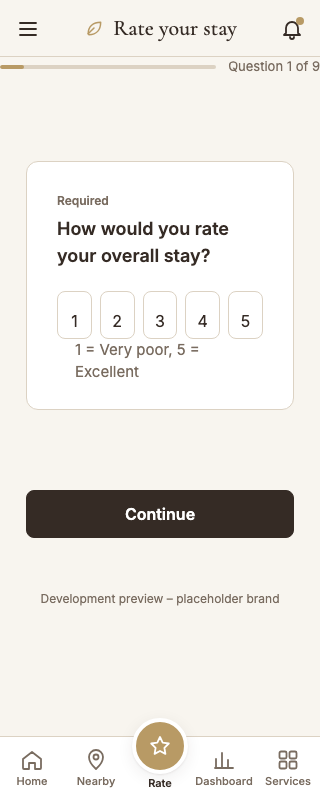 Rate your stay
Question 1 of 9
Required
How would you rate
your overall stay?
1 2 3 4 5
1 = Very poor, 5 =
Excellent
Continue
Development preview – placeholder brand
Home Nearby Rate Dashboard Services